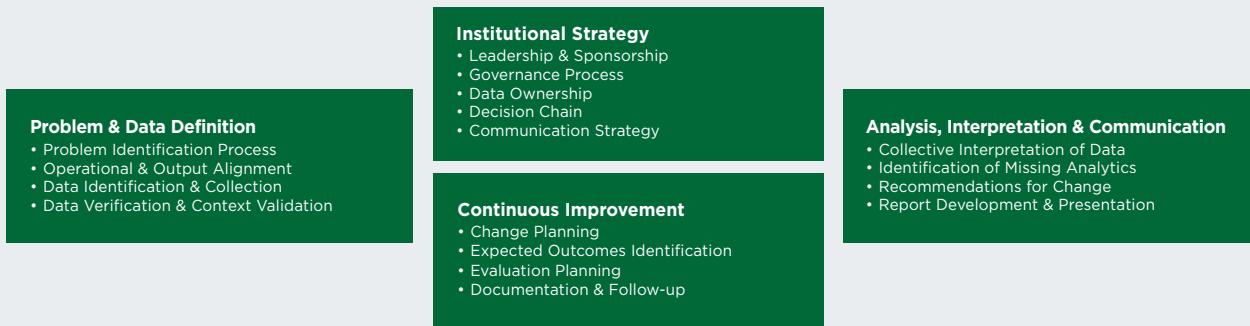 Problem & Data Definition
• Problem Identification Process
• Operational & Output Alignment
• Data Identification & Collection
• Data Verification & Context Validation
Institutional Strategy
• Leadership & Sponsorship
• Governance Process
• Data Ownership
• Decision Chain
• Communication Strategy
Continuous Improvement
• Change Planning
• Expected Outcomes Identification
• Evaluation Planning
• Documentation & Follow-up
Analysis, Interpretation & Communication
• Collective Interpretation of Data
• Identification of Missing Analytics
• Recommendations for Change
• Report Development & Presentation